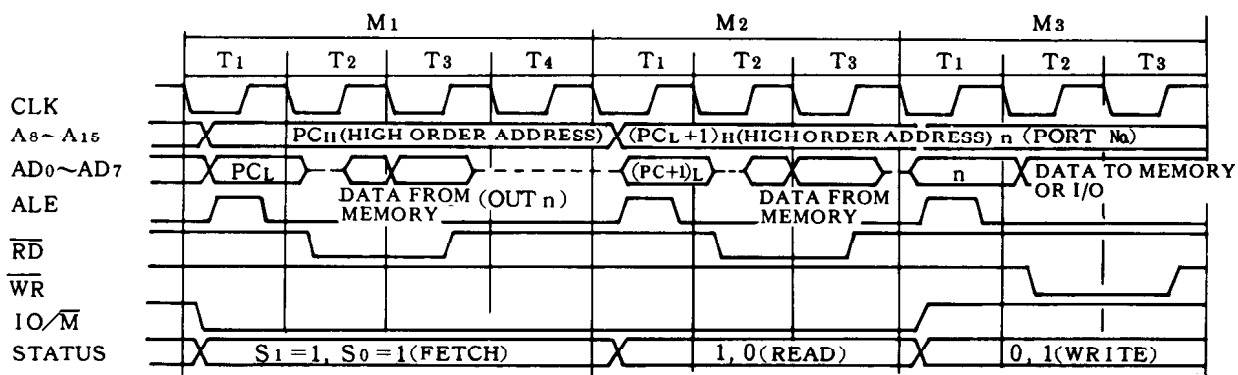 M1 M2 M3
T1 T2 T3 T4 T1 T2 T3 T1 T2 T3
CLK
A8~A15 PCH(HIGH ORDER ADDRESS) (PCL+1)H(HIGH ORDER ADDRESS) n (PORT No.)
AD0~AD7 PCL (PC+1)L n DATA TO MEMORY
OR I/O
DATA FROM
MEMORY (OUT n)
DATA FROM
MEMORY
ALE
RD
WR
IO/M
STATUS S1=1, S0=1(FETCH) 1, 0(READ) 0, 1(WRITE)